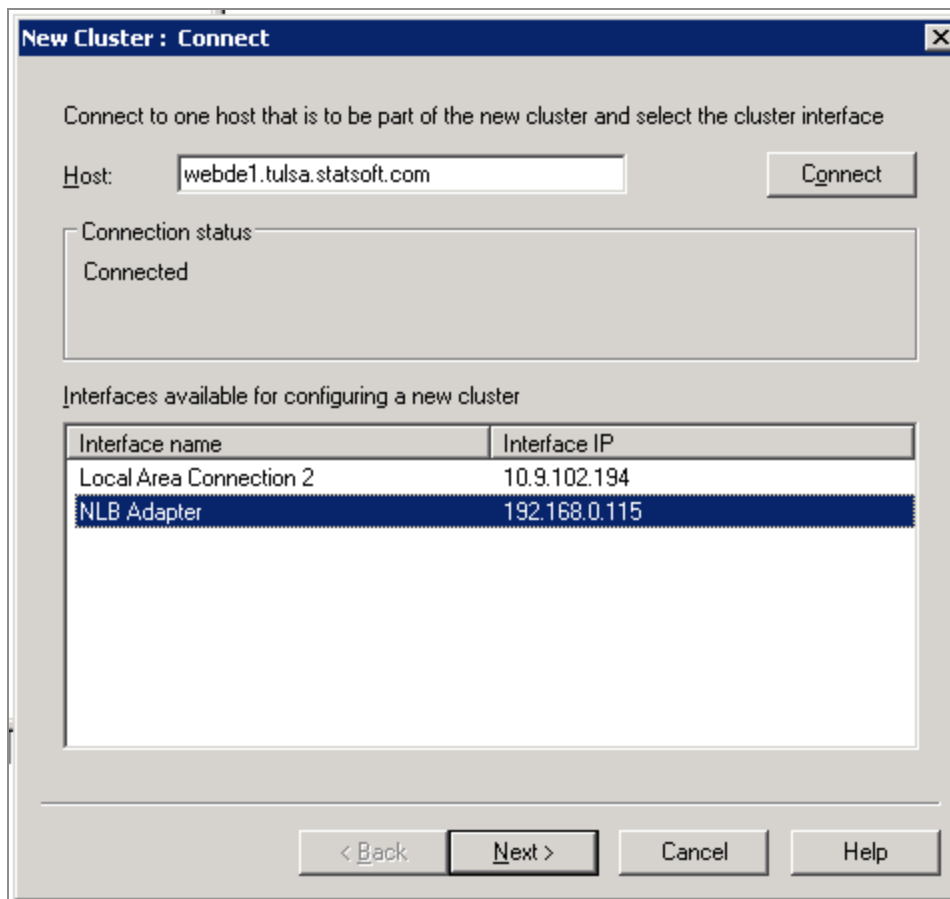 New Cluster : Connect
Connect to one host that is to be part of the new cluster and select the cluster interface
Host: webde1.tulsa.statsoft.com Connect
Connection status
Connected
Interfaces available for configuring a new cluster
Interface name Interface IP
Local Area Connection 2 10.9.102.194
NLB Adapter 192.168.0.115
< Back Next > Cancel Help